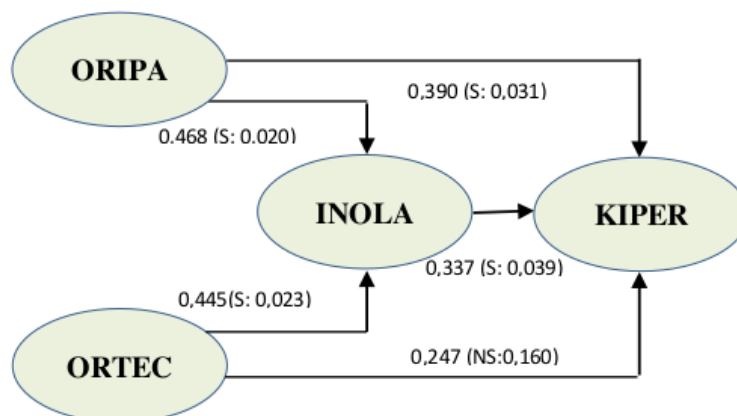 ORIPA
0,390 (S: 0,031)
0.468 (S: 0.020)
INOLA
KIPER
0,337 (S: 0,039)
0,445(S: 0,023)
0,247 (NS:0,160)
ORTEC